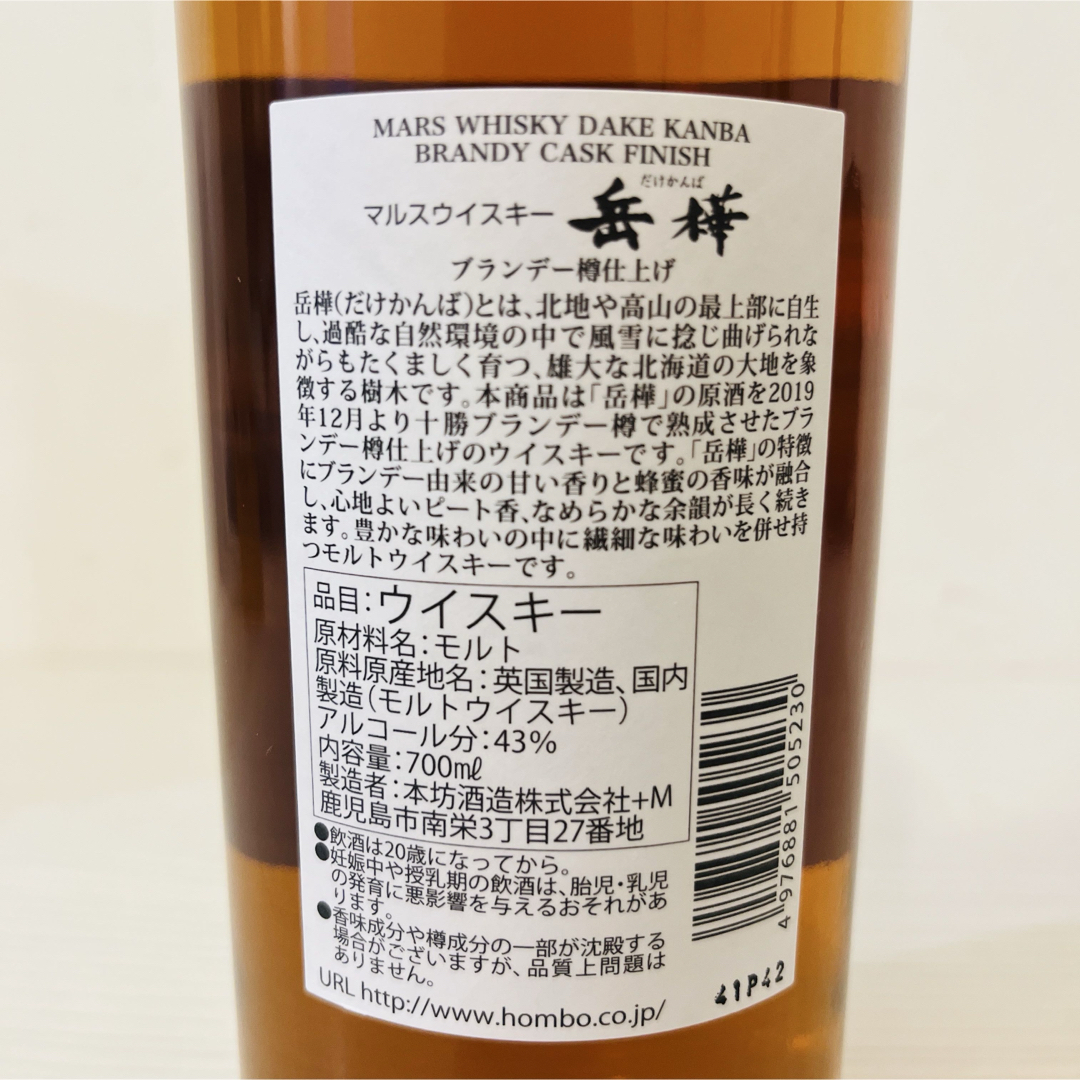 MARS WHISKY DAKE KANBA
BRANDY CASK FINISH
だけかんば
マルスウイスキー 岳樺
ブランデー樽仕上げ
岳樺(だけかんば)とは、北地や高山の最上部に自生
し、過酷な自然環境の中で風雪に捻じ曲げられな
がらもたくましく育つ、雄大な北海道の大地を象
徴する樹木です。本商品は「岳樺」の原酒を2019
年12月より十勝ブランデー樽で熟成させたブラ
ンデー樽仕上げのウイスキーです。「岳樺」の特徴
にブランデー由来の甘い香りと蜂蜜の香味が融合
し、心地よいピート香、なめらかな余韻が長く続き
ます。豊かな味わいの中に繊細な味わいを併せ持
つモルトウイスキーです。
品目:ウイスキー
原材料名:モルト
原料原産地名:英国製造、国内
製造(モルトウイスキー)
アルコール分:43%
内容量:700㎖
製造者:本坊酒造株式会社+M
鹿児島市南栄3丁目27番地
●飲酒は20歳になってから。
●妊娠中や授乳期の飲酒は、胎児・乳児
の発育に悪影響を与えるおそれがあ
ります。
●香味成分や樽成分の一部が沈殿する
場合がございますが、品質上問題は
ありません。
URL http://www.hombo.co.jp/
4 976881 505230
41P42